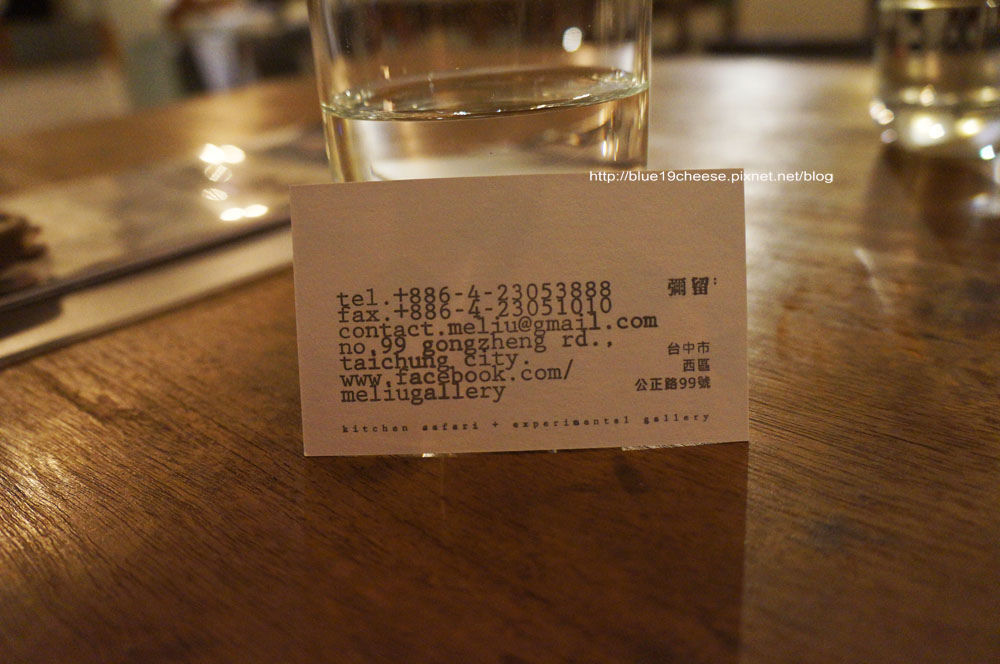 http://blue19cheese.pixnet.net/blog
tel.+886-4-23053888
fax.+886-4-23051010
contact.meliu@gmail.com
no.99 gongzheng rd.,
taichung city.
www.facebook.com/
meliugallery
彌留:
台中市
西區
公正路99號
kitchen safari + experimental gallery